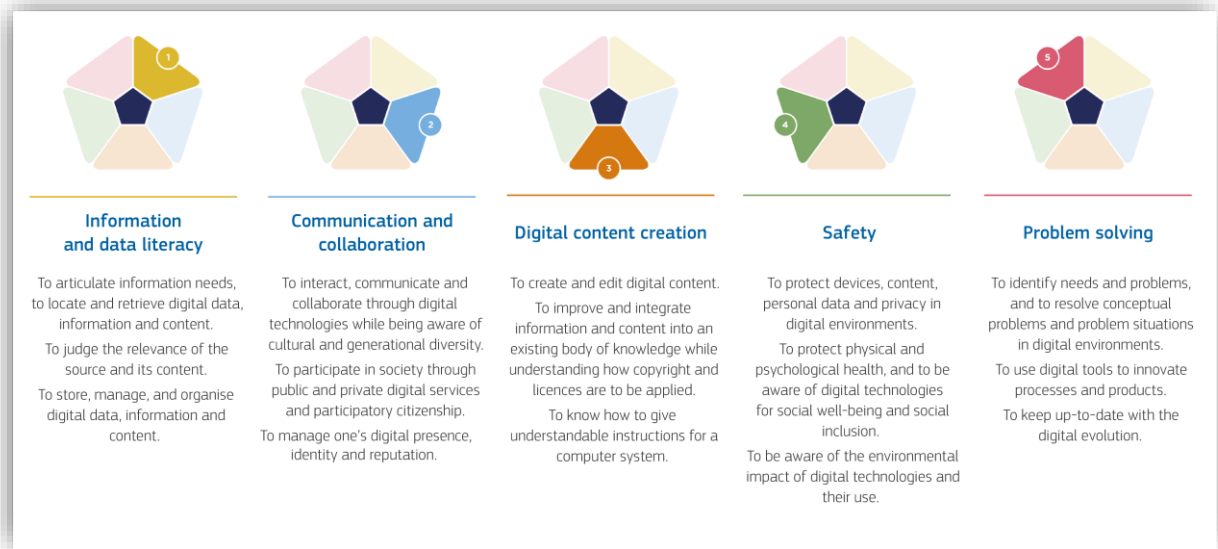 1
2
3
4
5
Information
and data literacy
To articulate information needs,
to locate and retrieve digital data,
information and content.
To judge the relevance of the
source and its content.
To store, manage, and organise
digital data, information and
content.
Communication and
collaboration
To interact, communicate and
collaborate through digital
technologies while being aware of
cultural and generational diversity.
To participate in society through
public and private digital services
and participatory citizenship.
To manage one's digital presence,
identity and reputation.
Digital content creation
To create and edit digital content.
To improve and integrate
information and content into an
existing body of knowledge while
understanding how copyright and
licences are to be applied.
To know how to give
understandable instructions for a
computer system.
Safety
To protect devices, content,
personal data and privacy in
digital environments.
To protect physical and
psychological health, and to be
aware of digital technologies
for social well-being and social
inclusion.
To be aware of the environmental
impact of digital technologies and
their use.
Problem solving
To identify needs and problems,
and to resolve conceptual
problems and problem situations
in digital environments.
To use digital tools to innovate
processes and products.
To keep up-to-date with the
digital evolution.